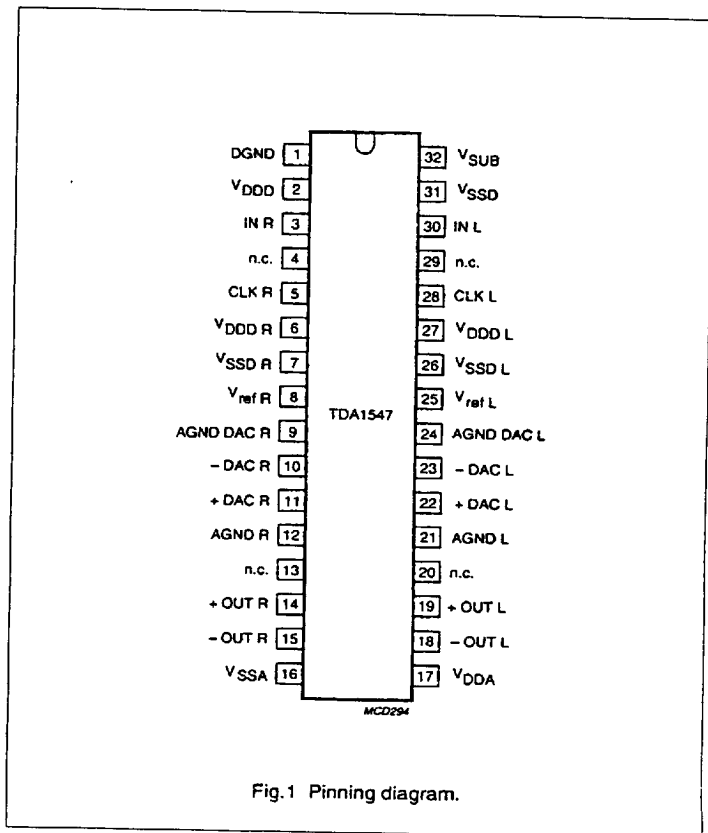 DGND 1 32 VSUB
VDDD 2 31 VSSD
IN R 3 30 IN L
n.c. 4 29 n.c.
CLK R 5 28 CLK L
VDDD R 6 27 VDDD L
VSSD R 7 26 VSSD L
Vref R 8 25 Vref L
TDA1547
AGND DAC R 9 24 AGND DAC L
– DAC R 10 23 – DAC L
+ DAC R 11 22 + DAC L
AGND R 12 21 AGND L
n.c. 13 20 n.c.
+ OUT R 14 19 + OUT L
– OUT R 15 18 – OUT L
VSSA 16 17 VDDA
MCD294
Fig.1 Pinning diagram.